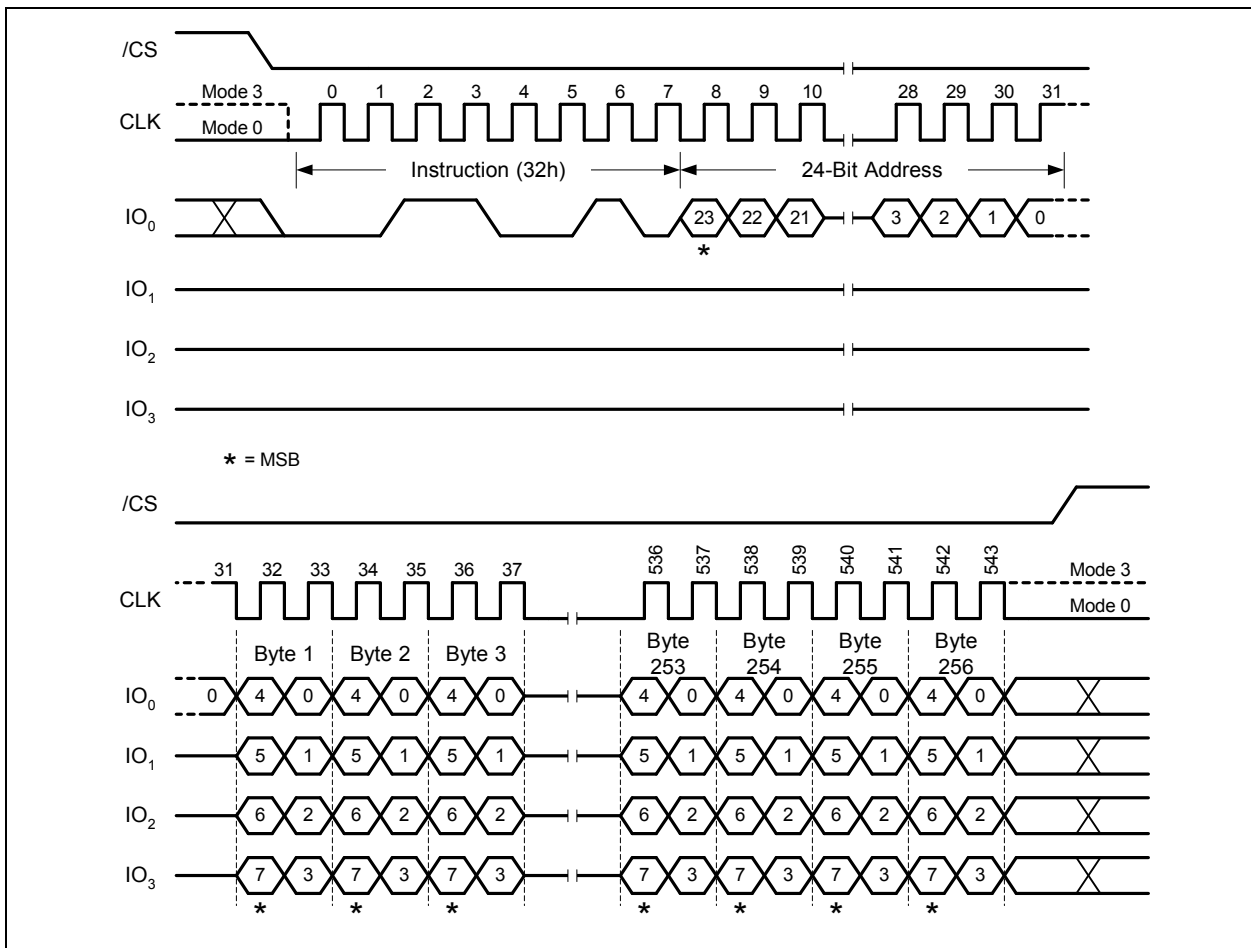 /CS
Mode 3 0 1 2 3 4 5 6 7 8 9 10 28 29 30 31
CLK
Mode 0
Instruction (32h) 24-Bit Address
IO0 23 22 21 3 2 1 0
*
IO1
IO2
IO3
* = MSB
/CS
31 32 33 34 35 36 37 536 537 538 539 540 541 542 543 Mode 3
CLK
Mode 0
Byte 1 Byte 2 Byte 3 Byte 253 Byte 254 Byte 255 Byte 256
IO0 0 4 0 4 0 4 0 4 0 4 0 4 0 4 0
IO1 5 1 5 1 5 1 5 1 5 1 5 1 5 1
IO2 6 2 6 2 6 2 6 2 6 2 6 2 6 2
IO3 7 3 7 3 7 3 7 3 7 3 7 3 7 3
* * * * * * *